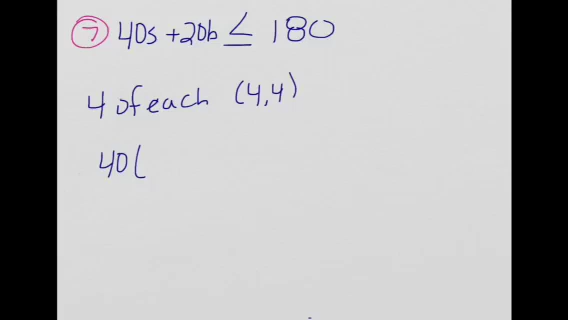 7 40s + 20b ≤ 180
4 of each (4,4)
40(